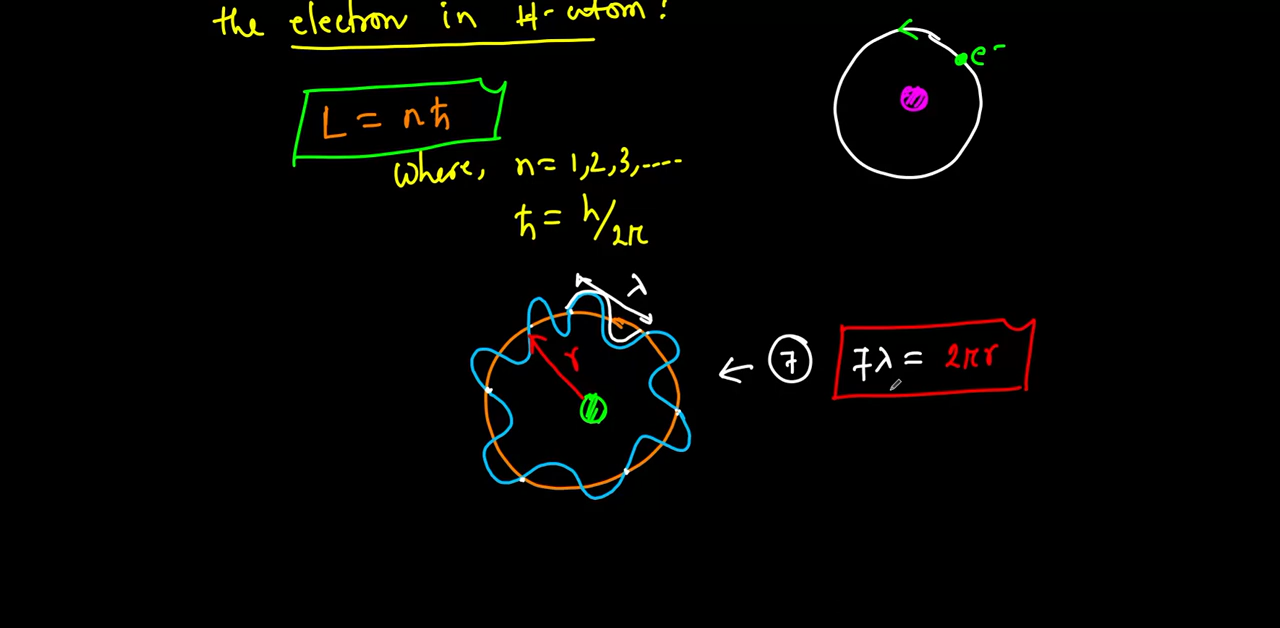 the electron in H-atom?
e-
L = nħ
where, n = 1,2,3,----
ħ = h/2π
λ
r
7
7λ = 2πr